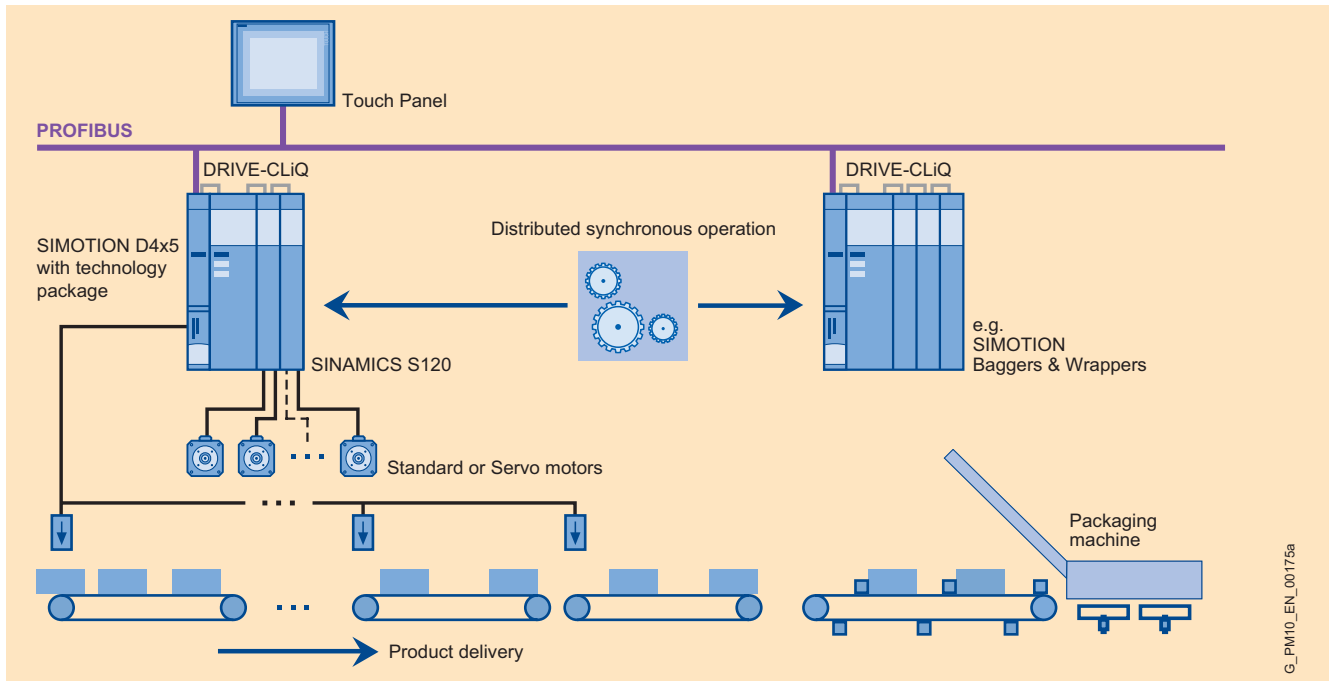 Touch Panel
PROFIBUS
DRIVE-CLiQ
DRIVE-CLiQ
SIMOTION D4x5
with technology
package
Distributed synchronous operation
e.g.
SIMOTION
Baggers & Wrappers
SINAMICS S120
Standard or Servo motors
Packaging
machine
Product delivery
G_PM10_EN_00175a